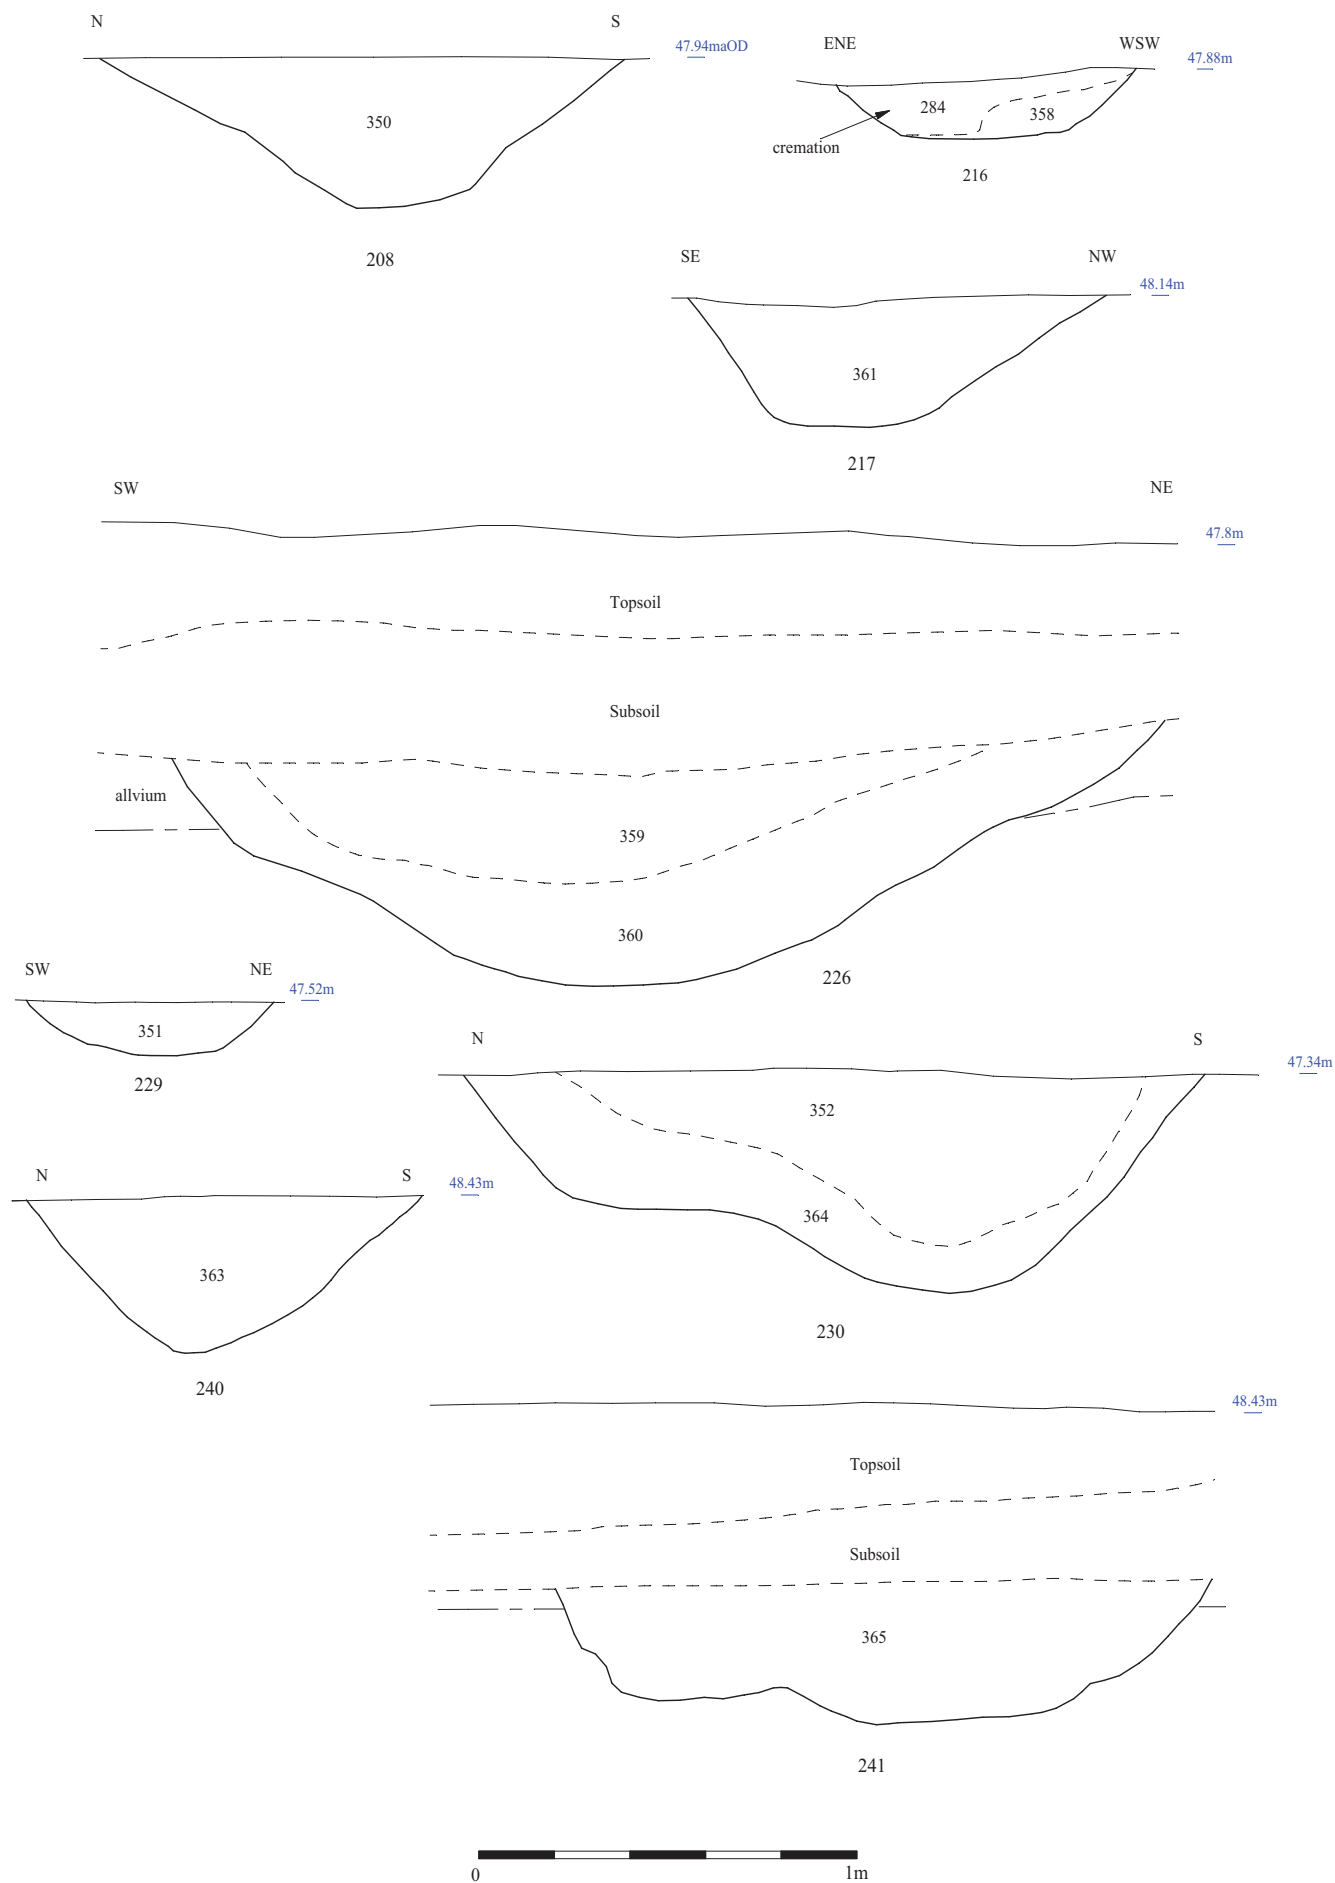 N
S
47.94maOD
350
208
ENE
WSW
47.88m
284
358
cremation
216
SE
NW
48.14m
361
217
SW
NE
47.8m
Topsoil
Subsoil
allvium
359
360
226
SW
NE
47.52m
351
229
N
S
47.34m
352
364
230
N
S
48.43m
363
240
48.43m
Topsoil
Subsoil
365
241
0
1m